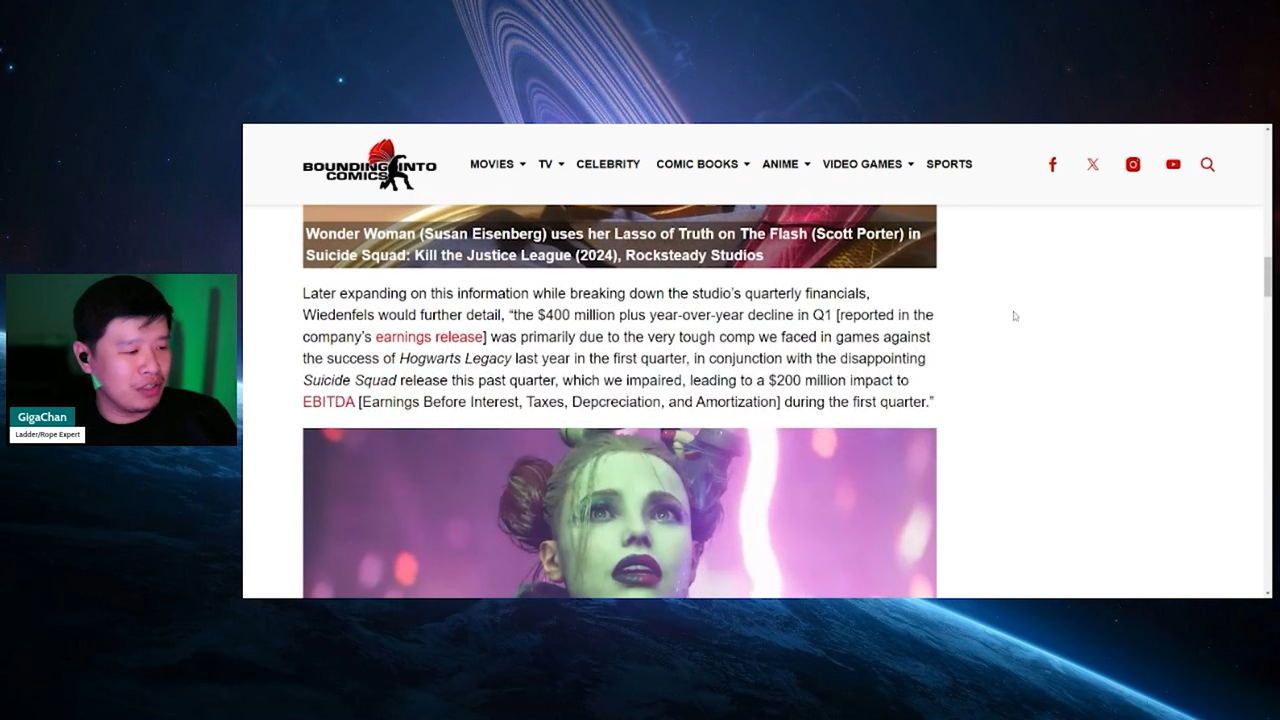 BOUNDING INTO
COMICS
MOVIES TV CELEBRITY COMIC BOOKS ANIME VIDEO GAMES SPORTS
Wonder Woman (Susan Eisenberg) uses her Lasso of Truth on The Flash (Scott Porter) in
Suicide Squad: Kill the Justice League (2024), Rocksteady Studios
Later expanding on this information while breaking down the studio's quarterly financials,
Wiedenfels would further detail, “the $400 million plus year-over-year decline in Q1 [reported in the
company's earnings release] was primarily due to the very tough comp we faced in games against
the success of Hogwarts Legacy last year in the first quarter, in conjunction with the disappointing
Suicide Squad release this past quarter, which we impaired, leading to a $200 million impact to
EBITDA [Earnings Before Interest, Taxes, Depcreciation, and Amortization] during the first quarter.”
GigaChan
Ladder/Rope Expert